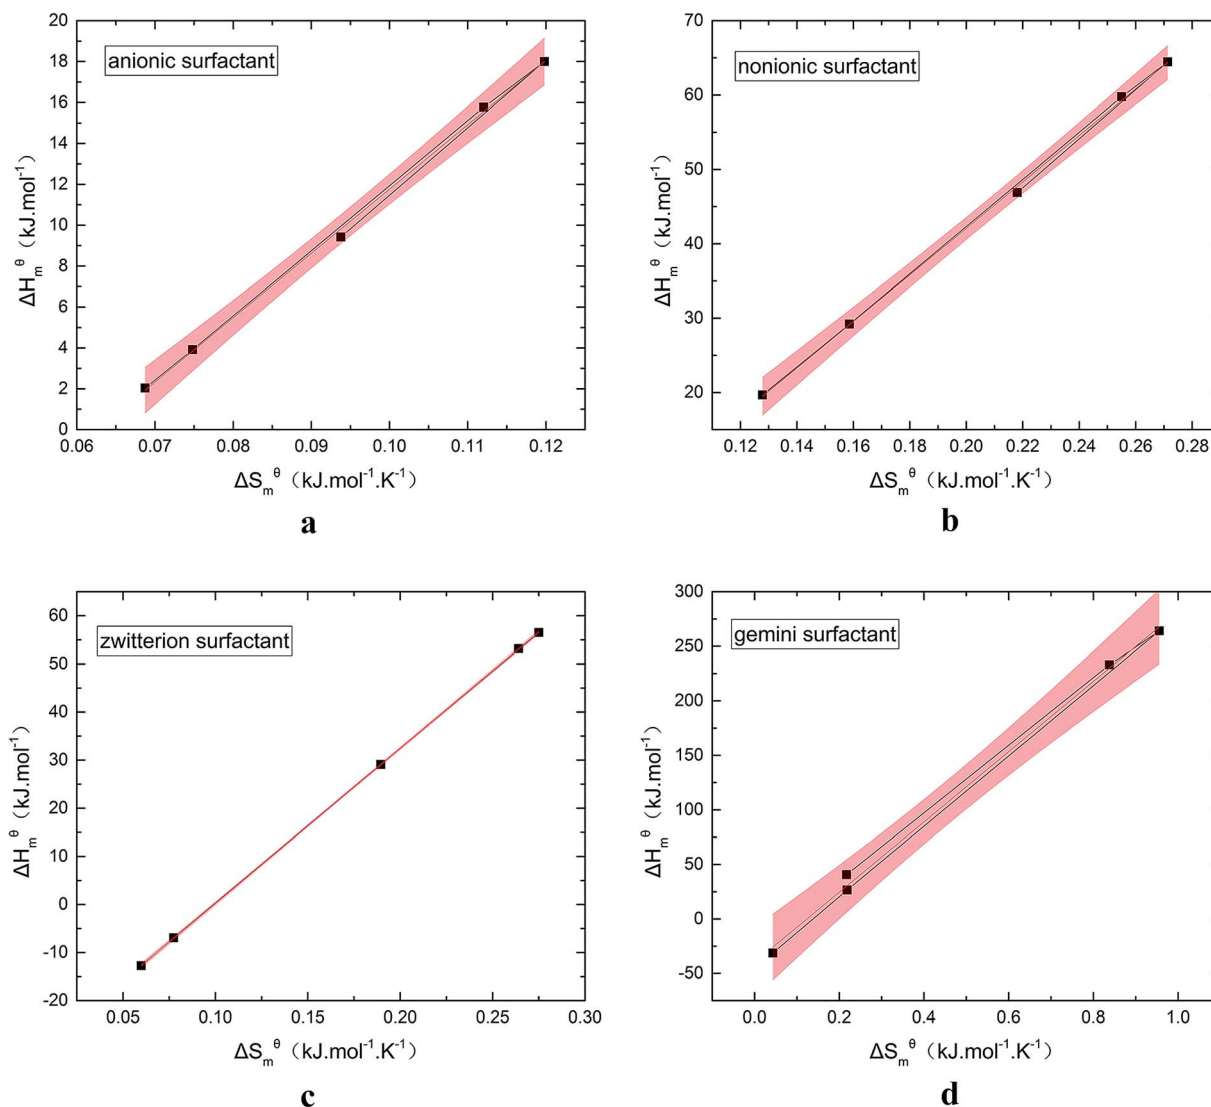 anionic surfactant
20
18
16
14
12
10
8
6
4
2
0
ΔHmθ (kJ.mol-1)
0.06 0.07 0.08 0.09 0.10 0.11 0.12
ΔSmθ (kJ.mol-1.K-1)
a
nonionic surfactant
70
60
50
40
30
20
ΔHmθ (kJ.mol-1)
0.12 0.14 0.16 0.18 0.20 0.22 0.24 0.26 0.28
ΔSmθ (kJ.mol-1.K-1)
b
zwitterion surfactant
60
50
40
30
20
10
0
-10
-20
ΔHmθ (kJ.mol-1)
0.05 0.10 0.15 0.20 0.25 0.30
ΔSmθ (kJ.mol-1.K-1)
c
gemini surfactant
300
250
200
150
100
50
0
-50
ΔHmθ (kJ.mol-1)
0.0 0.2 0.4 0.6 0.8 1.0
ΔSmθ (kJ.mol-1.K-1)
d